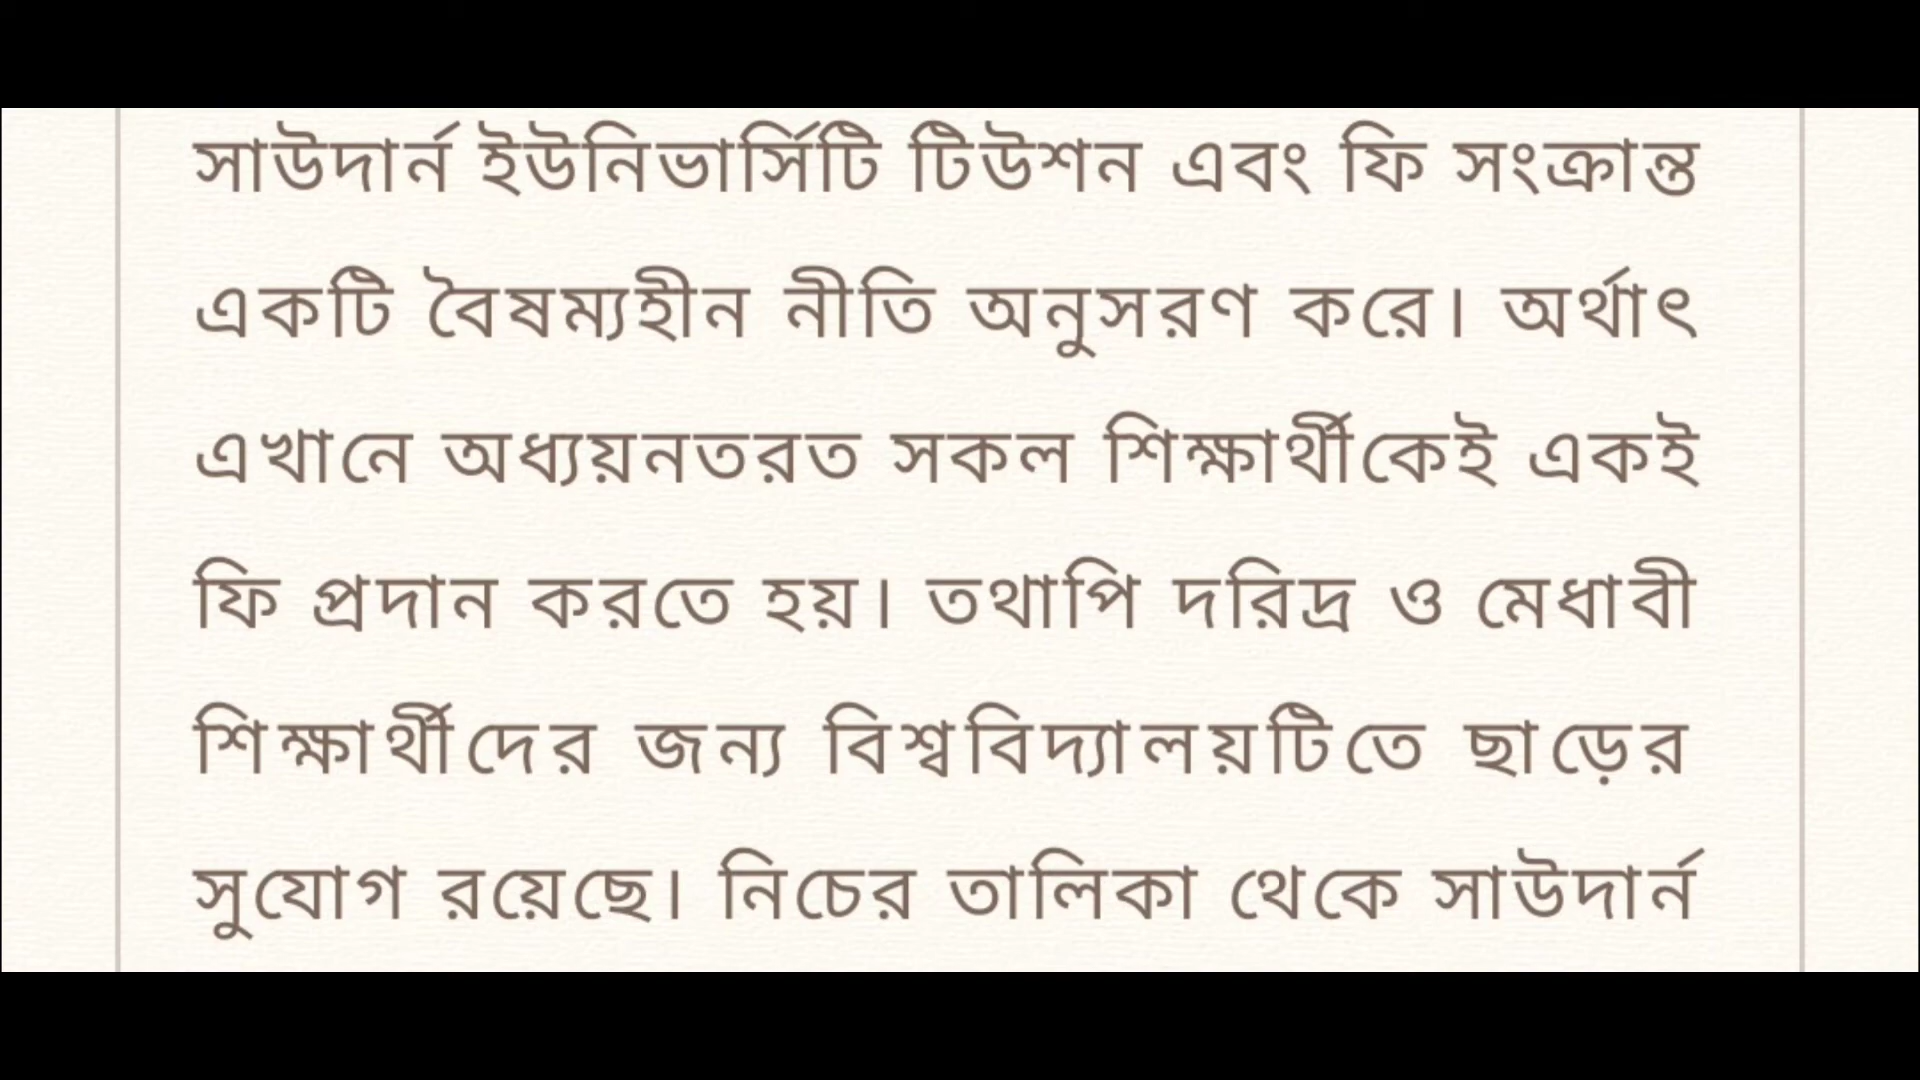 সাউদার্ন ইউনিভার্সিটি টিউশন এবং ফি সংক্রান্ত
একটি বৈষম্যহীন নীতি অনুসরণ করে। অর্থাৎ
এখানে অধ্যয়নতরত সকল শিক্ষার্থীকেই একই
ফি প্রদান করতে হয়। তথাপি দরিদ্র ও মেধাবী
শিক্ষার্থীদের জন্য বিশ্ববিদ্যালয়টিতে ছাড়ের
সুযোগ রয়েছে। নিচের তালিকা থেকে সাউদার্ন